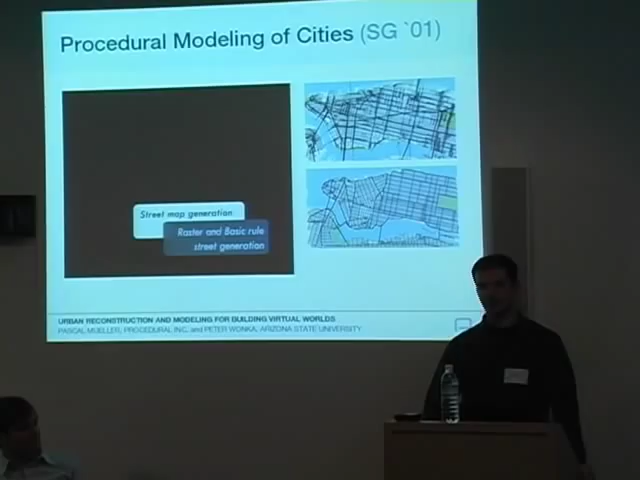 Procedural Modeling of Cities (SG `01)
Street map generation
Raster and Basic rule
street generation
URBAN RECONSTRUCTION AND MODELING FOR BUILDING VIRTUAL WORLDS
PASCAL MUELLER, PROCEDURAL INC. and PETER WONKA, ARIZONA STATE UNIVERSITY